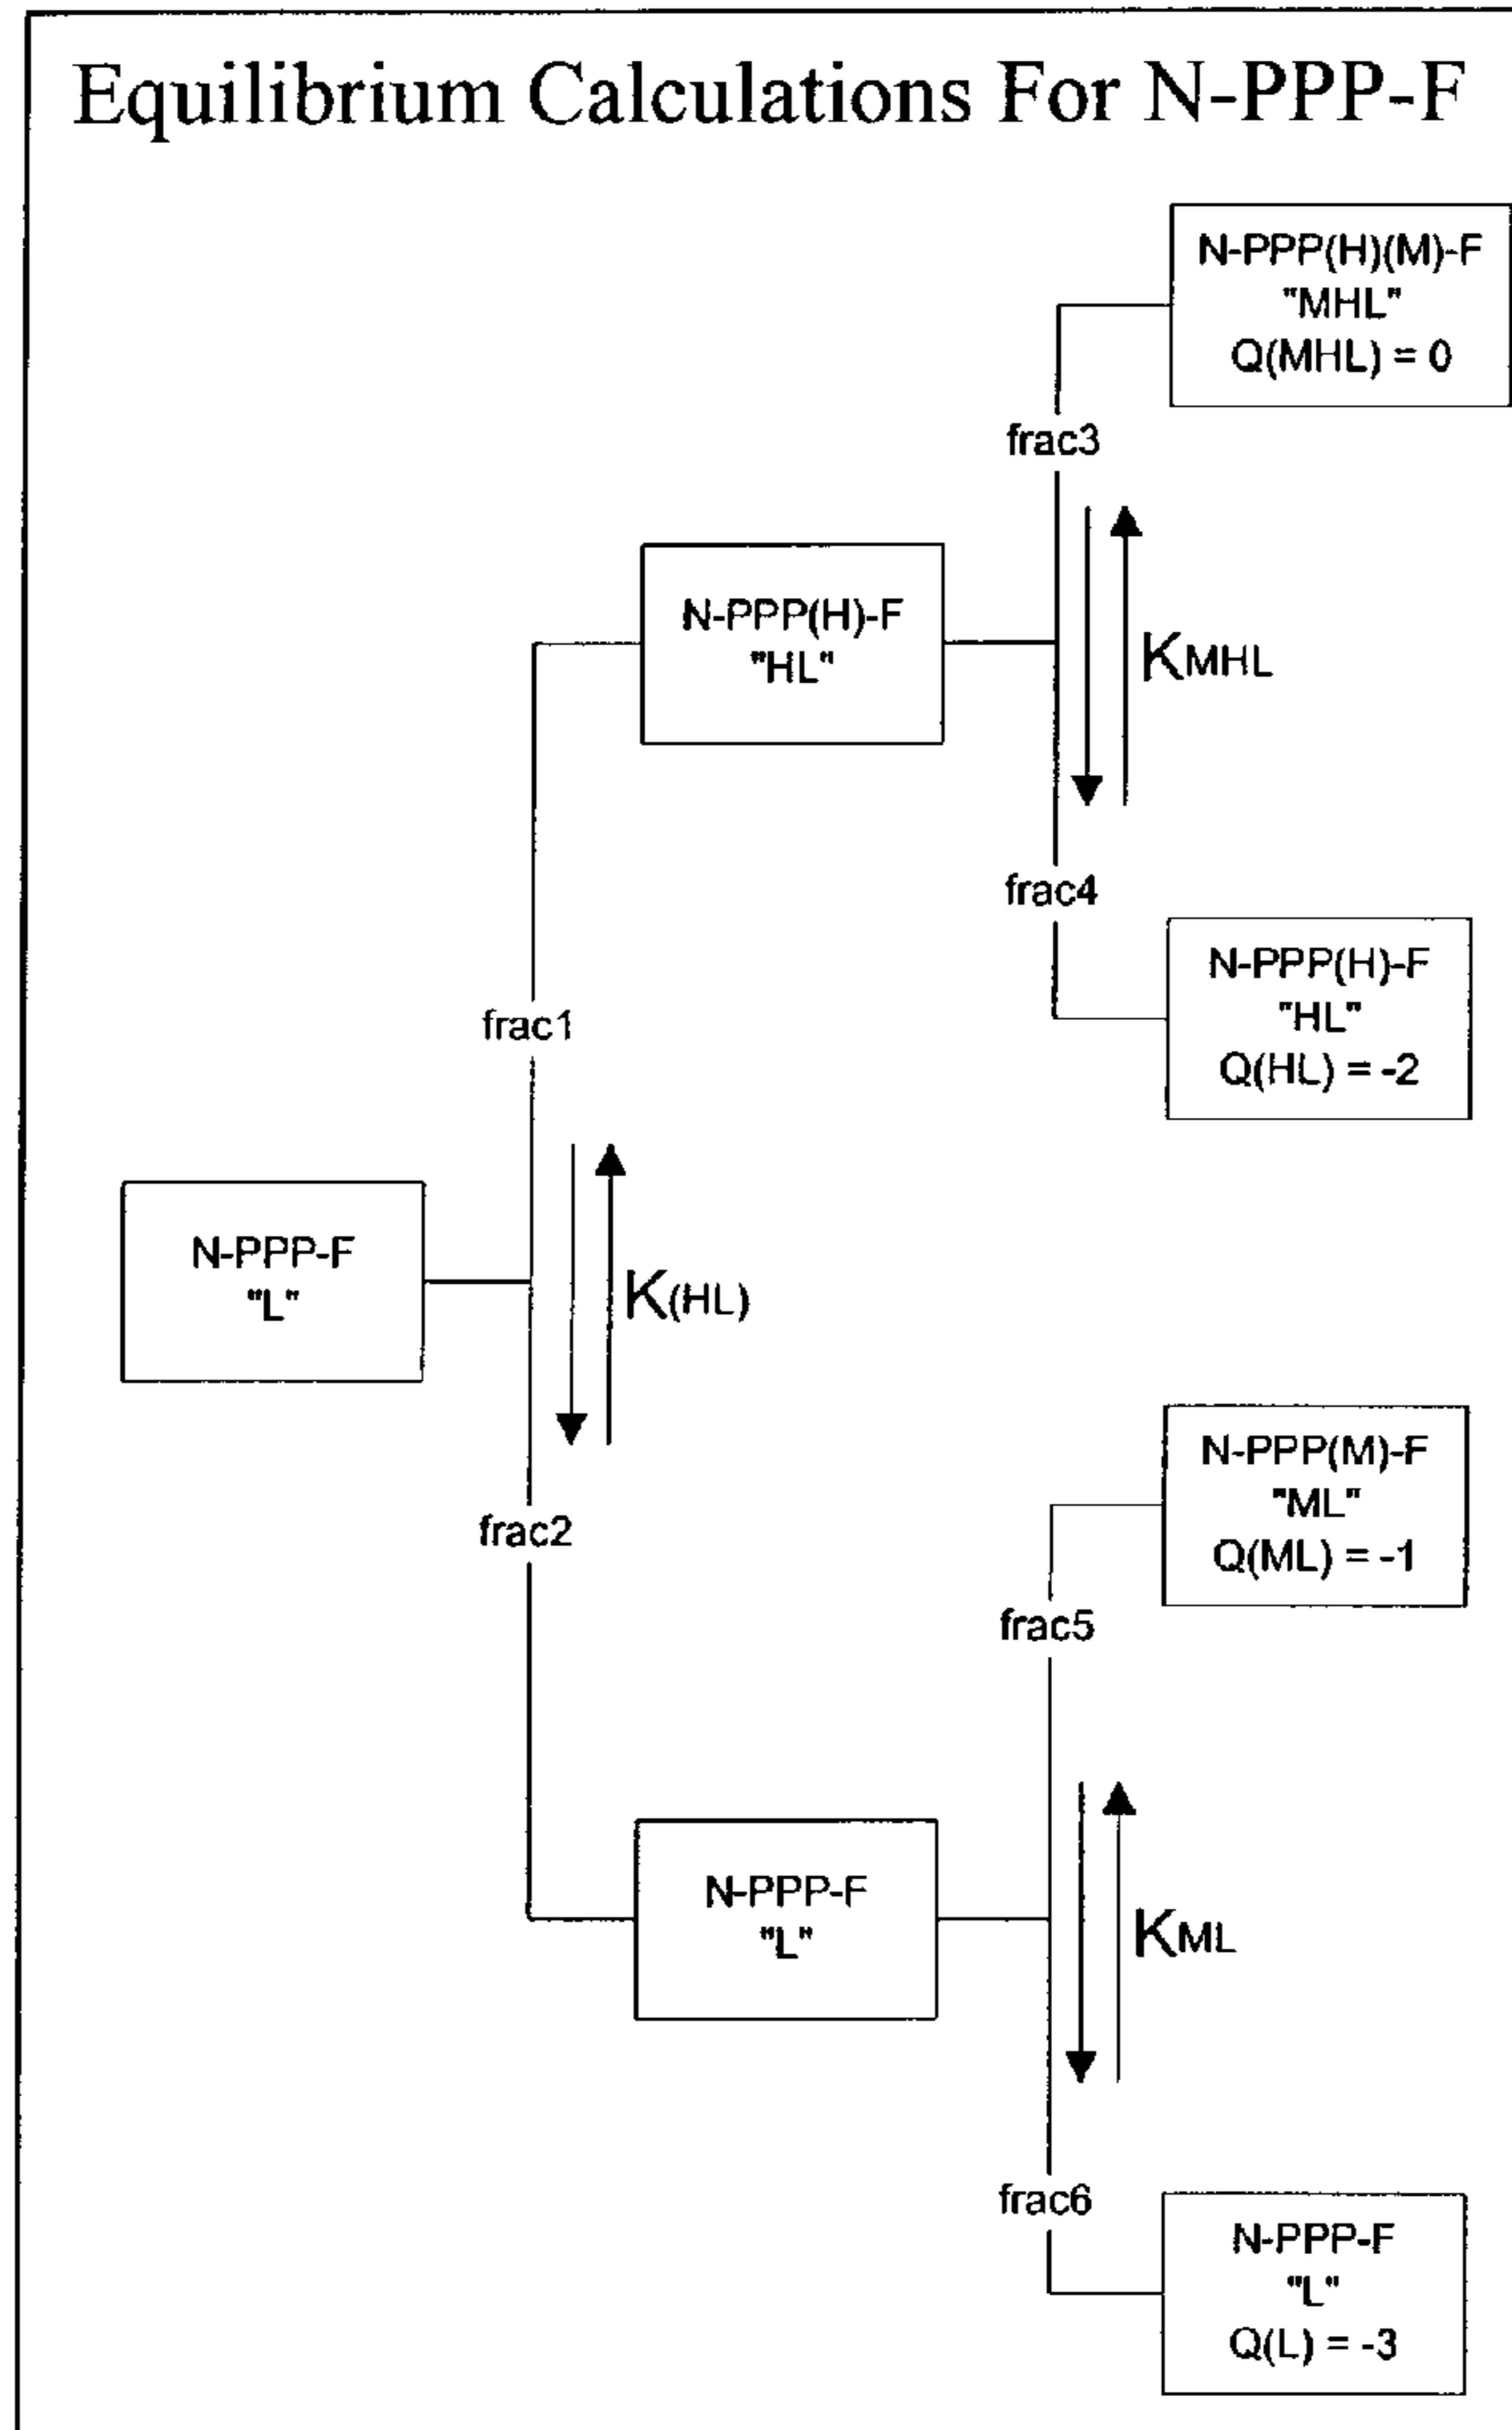 Equilibrium Calculations For N-PPP-F
N-PPP(H)(M)-F
"MHL"
Q(MHL) = 0
frac3
N-PPP(H)-F
"HL"
KMHL
frac4
N-PPP(H)-F
"HL"
Q(HL) = -2
frac1
N-PPP-F
"L"
K(HL)
N-PPP(M)-F
"ML"
Q(ML) = -1
frac2
frac5
N-PPP-F
"L"
KML
frac6
N-PPP-F
"L"
Q(L) = -3